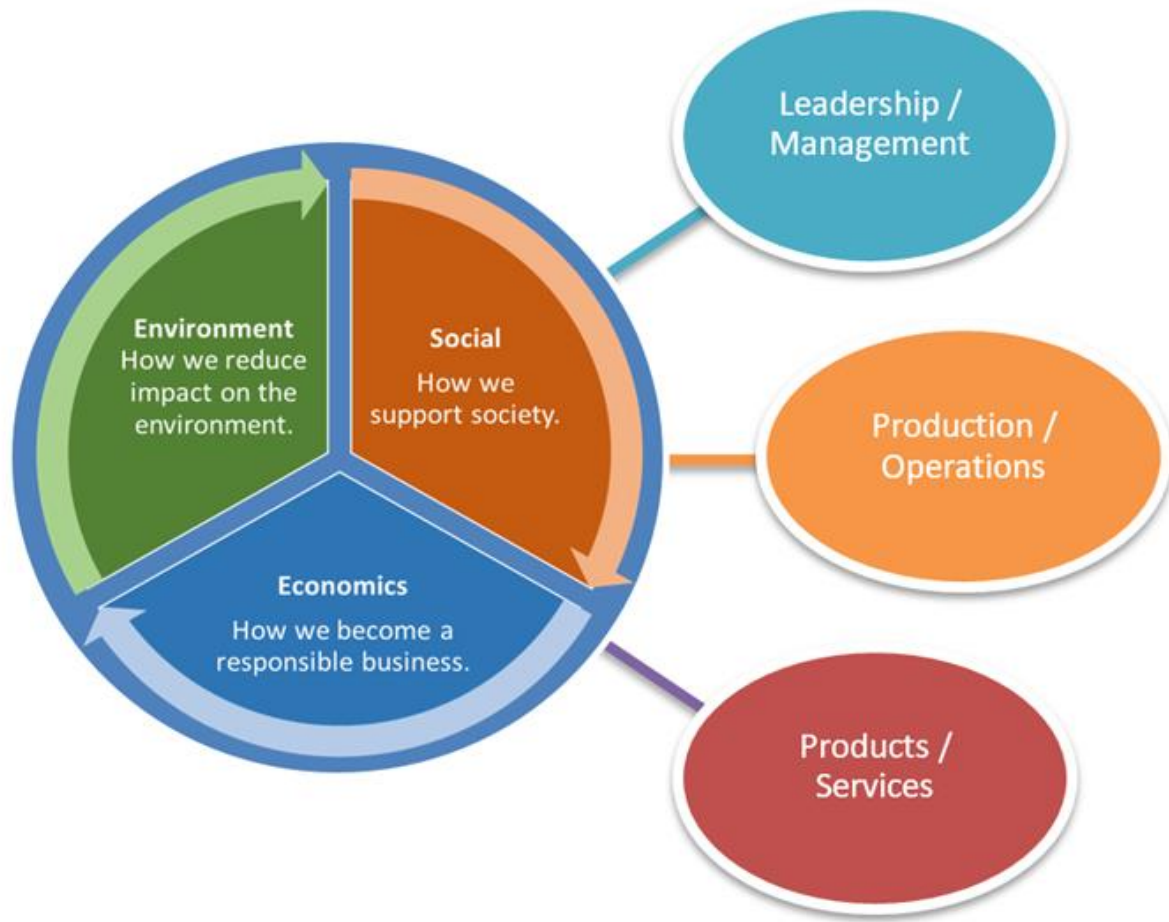 Environment
How we reduce
impact on the
environment.
Social
How we
support society.
Economics
How we become a
responsible business.
Leadership /
Management
Production /
Operations
Products /
Services